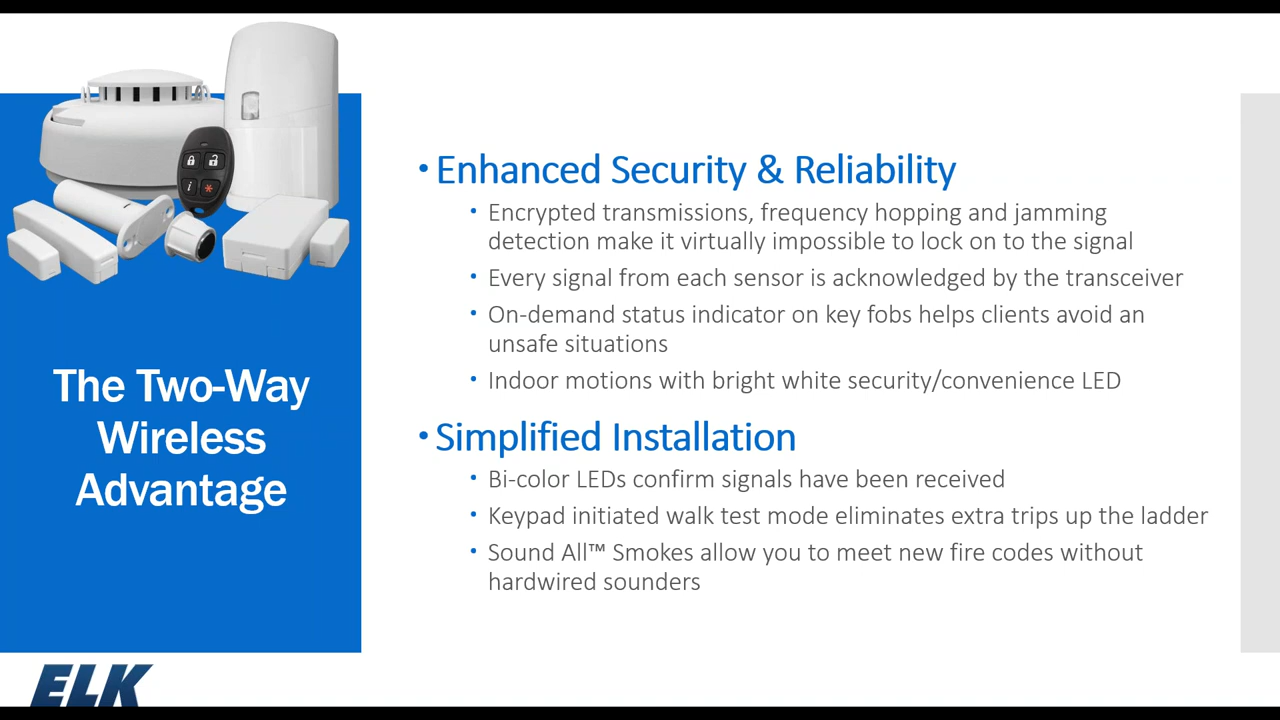 The Two-Way
Wireless
Advantage
• Enhanced Security & Reliability
• Encrypted transmissions, frequency hopping and jamming
detection make it virtually impossible to lock on to the signal
• Every signal from each sensor is acknowledged by the transceiver
• On-demand status indicator on key fobs helps clients avoid an
unsafe situations
• Indoor motions with bright white security/convenience LED
• Simplified Installation
• Bi-color LEDs confirm signals have been received
• Keypad initiated walk test mode eliminates extra trips up the ladder
• Sound All™ Smokes allow you to meet new fire codes without
hardwired sounders
ELK